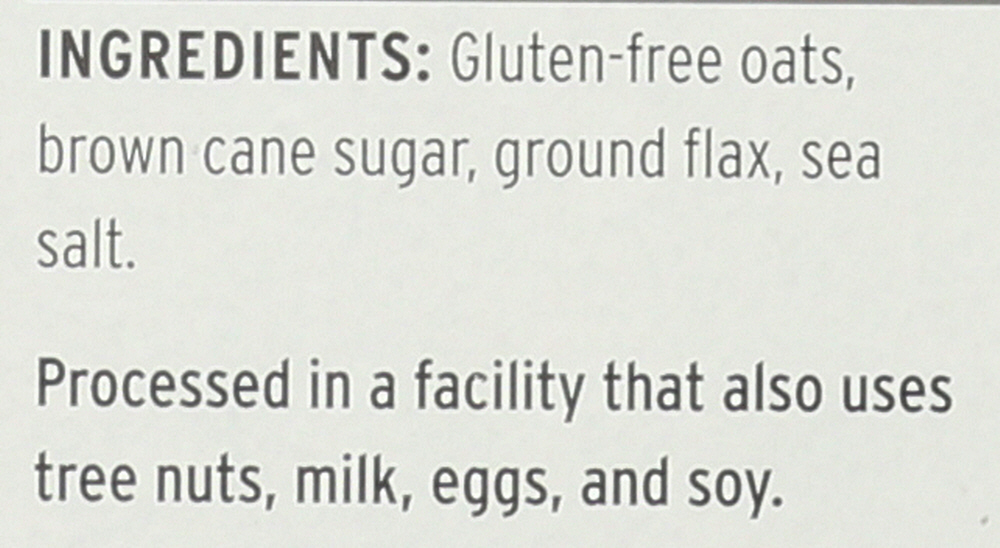 INGREDIENTS: Gluten-free oats,
brown cane sugar, ground flax, sea
salt.
Processed in a facility that also uses
tree nuts, milk, eggs, and soy.